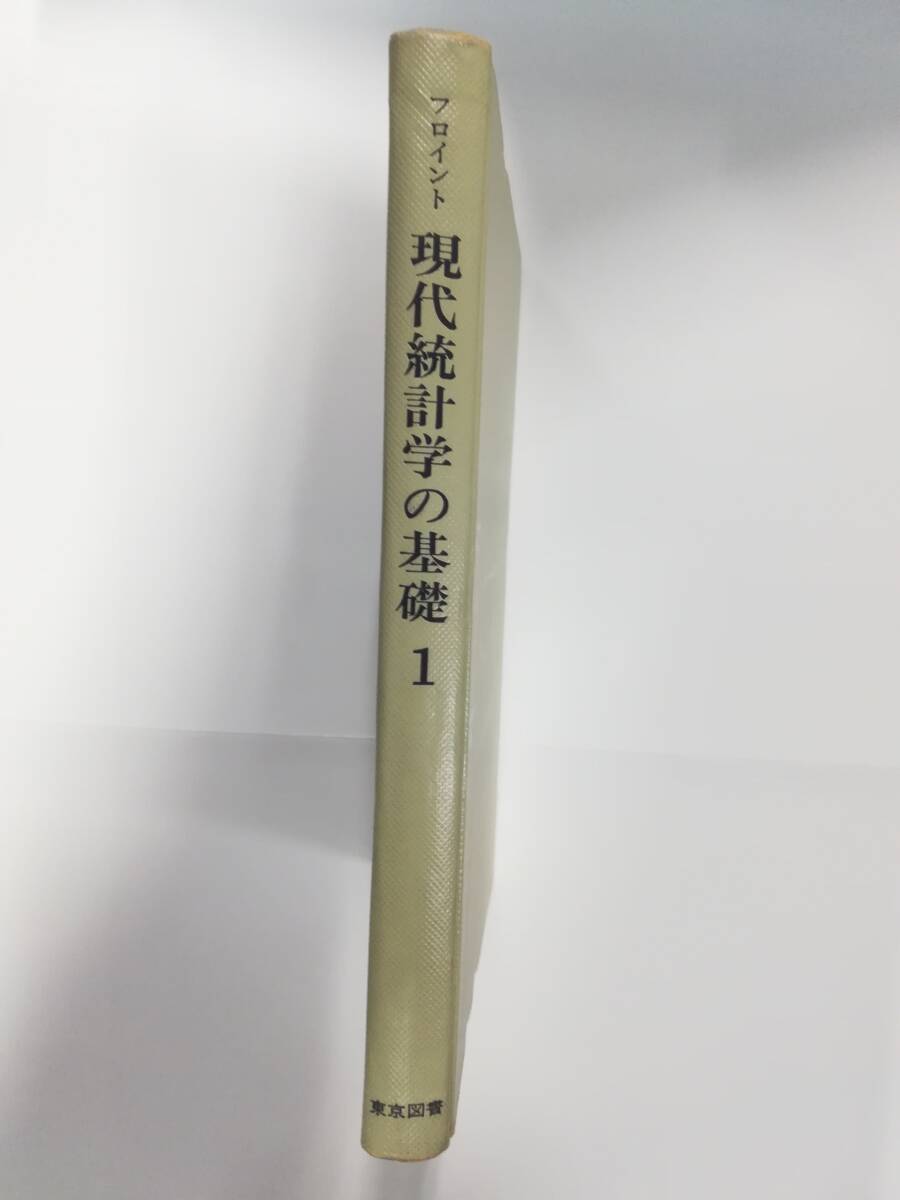 フロイント
現代統計学の基礎
1
東京図書